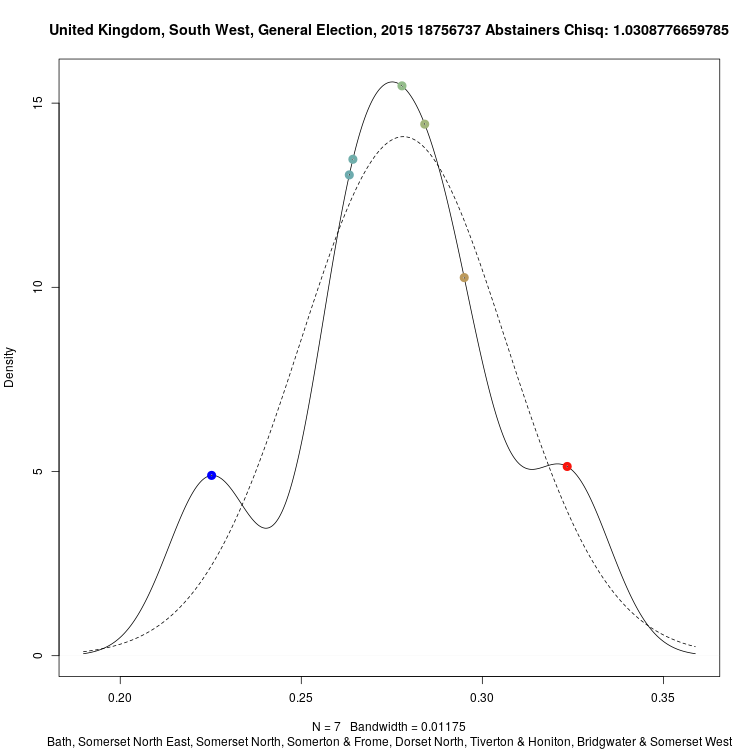 United Kingdom, South West, General Election, 2015 18756737 Abstainers Chisq: 1.0308776659785
15
10
5
0
Density
0.20 0.25 0.30 0.35
N = 7 Bandwidth = 0.01175
Bath, Somerset North East, Somerset North, Somerton & Frome, Dorset North, Tiverton & Honiton, Bridgwater & Somerset West